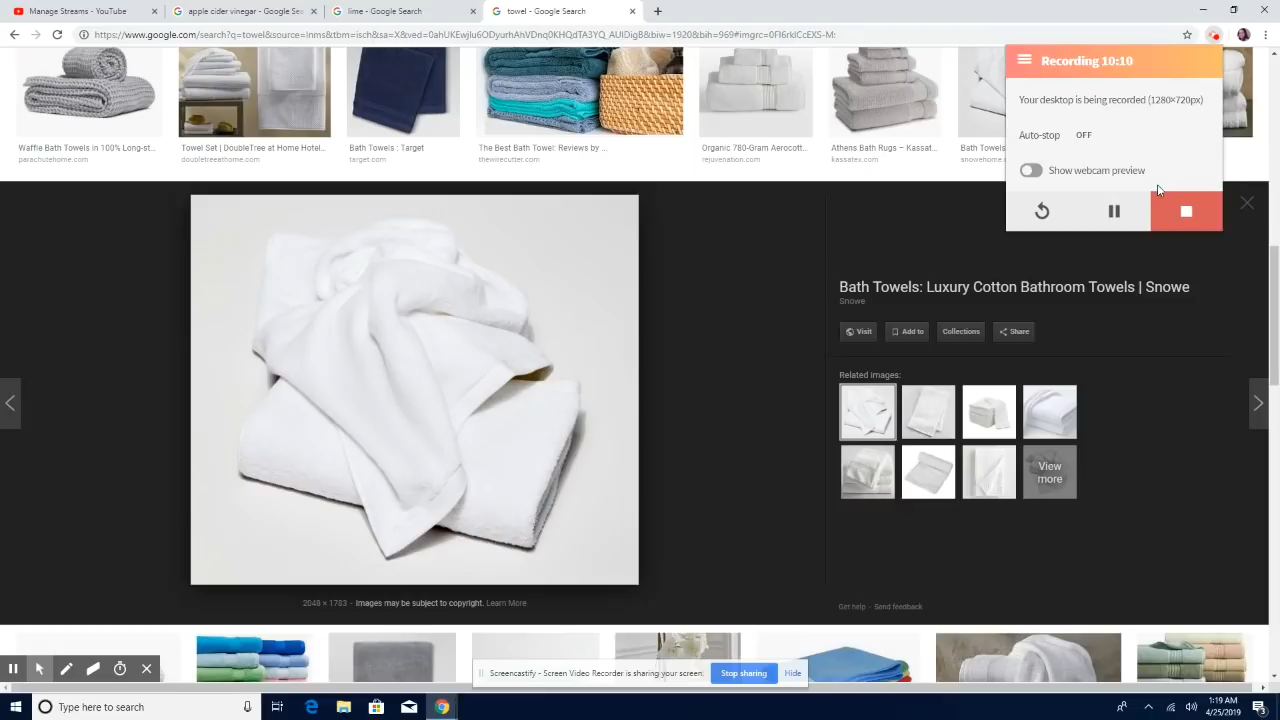 Manage Streams - YouTube
apple cider vinegar - Google Sea
lime - Google Search
towel - Google Search
https://www.google.com/search?q=towel&source=lnms&tbm=isch&sa=X&ved=0ahUKEwjlu6ODyurhAhVDnq0KHQdTA3YQ_AUIDigB&biw=1920&bih=969#imgrc=0FI6rkiCcEXS-M:
Recording 10:10
Your desktop is being recorded (1280×720px)
Auto-stop OFF
Show webcam preview
Waffle Bath Towels in 100% Long-st...
parachutehome.com
Towel Set | DoubleTree at Home Hotel...
doubletreeathome.com
Bath Towels : Target
target.com
The Best Bath Towel: Reviews by ...
thewirecutter.com
Organic 780-Gram Aerocott...
rejuvenation.com
Athens Bath Rugs – Kassat...
kassatex.com
Bath Tow
snowehome.
Bath Towels: Luxury Cotton Bathroom Towels | Snowe
Snowe
Visit
Add to
Collections
Share
Related images:
View
more
2048 × 1783 - Images may be subject to copyright. Learn More
Get help - Send feedback
Screencastify - Screen Video Recorder is sharing your screen.
Stop sharing
Hide
Type here to search
1:19 AM
4/25/2019
3